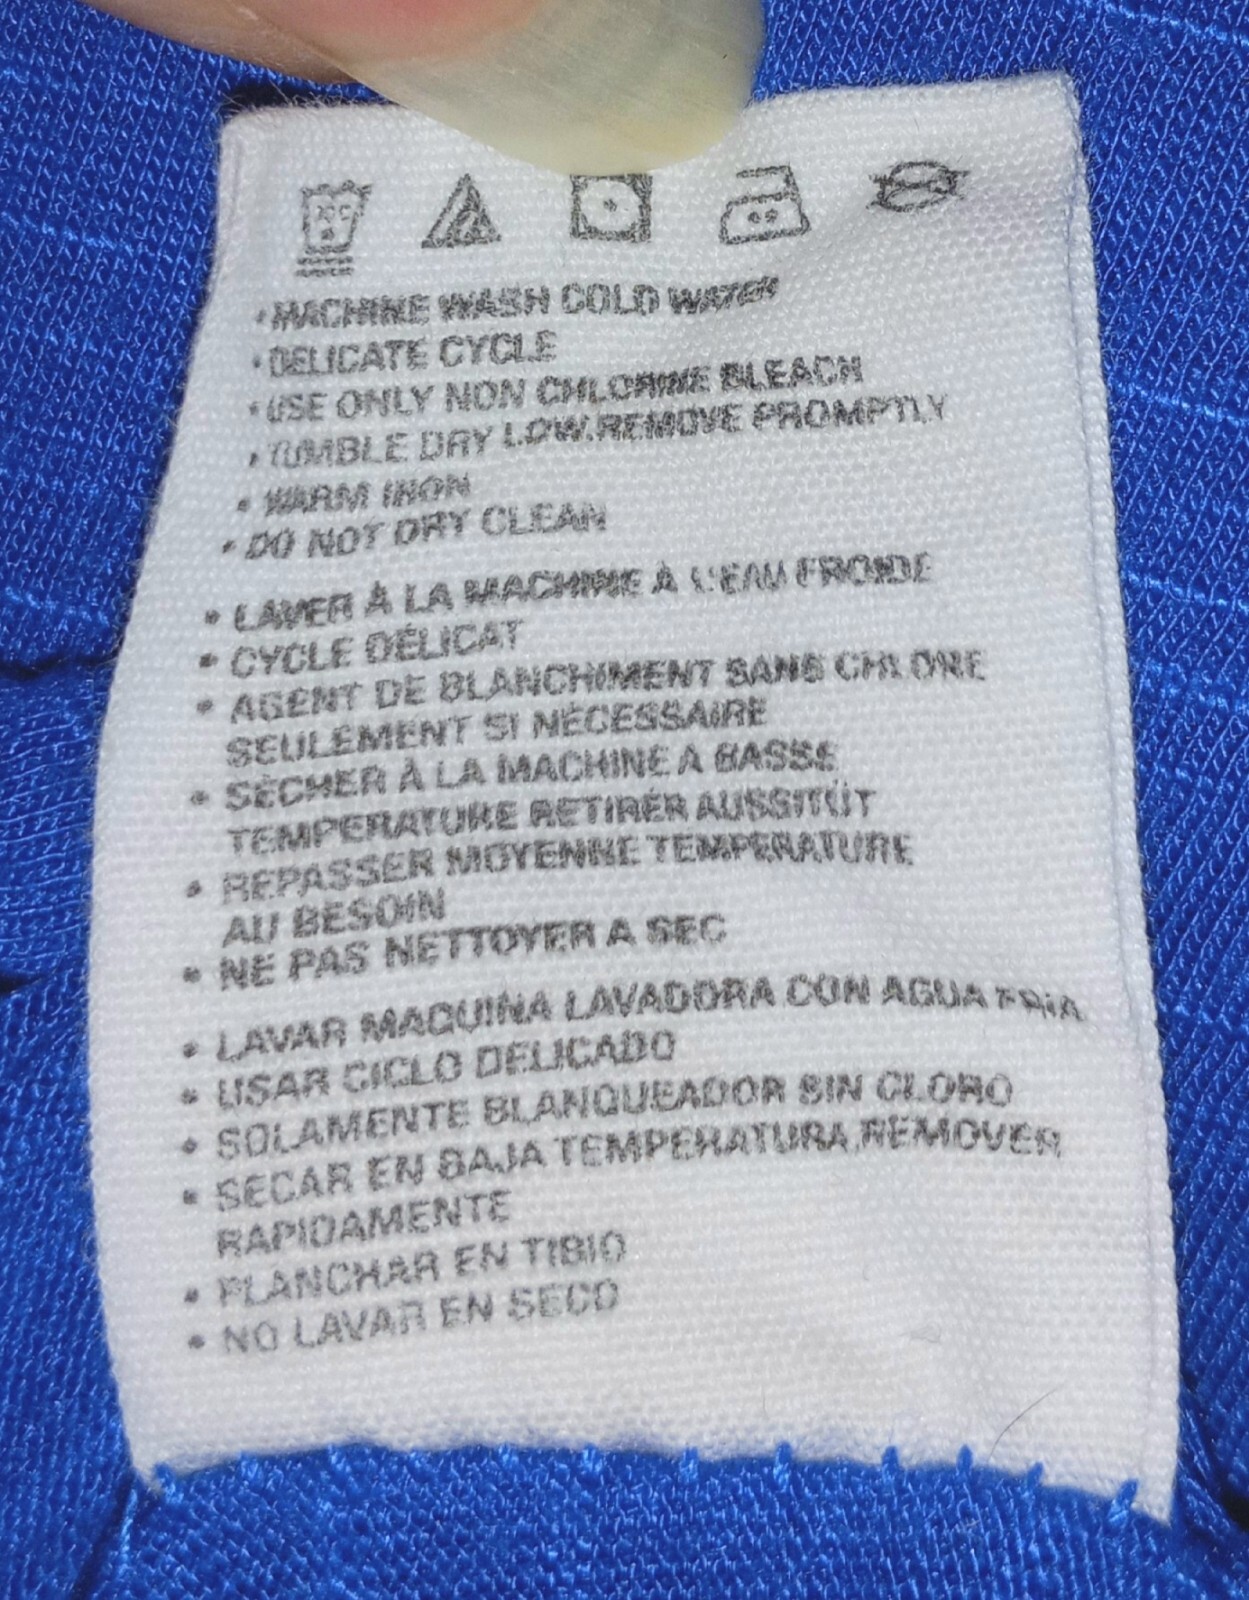 • MACHINE WASH COLD WATER
• DELICATE CYCLE
• USE ONLY NON CHLORINE BLEACH
• TUMBLE DRY LOW.REMOVE PROMPTLY
• WARM IRON
• DO NOT DRY CLEAN
• LAVER À LA MACHINE À L'EAU FROIDE
• CYCLE DÉLICAT
• AGENT DE BLANCHIMENT SANS CHLORE
SEULEMENT SI NÉCESSAIRE
• SÉCHER À LA MACHINE A BASSE
TEMPERATURE RETIRER AUSSITÔT
• REPASSER MOYENNE TEMPERATURE
AU BESOIN
• NE PAS NETTOYER A SEC
• LAVAR MAQUINA LAVADORA CON AGUA FRIA
• USAR CICLO DELICADO
• SOLAMENTE BLANQUEADOR SIN CLORO
• SECAR EN BAJA TEMPERATURA,REMOVER
RAPIDAMENTE
• PLANCHAR EN TIBIO
• NO LAVAR EN SECO